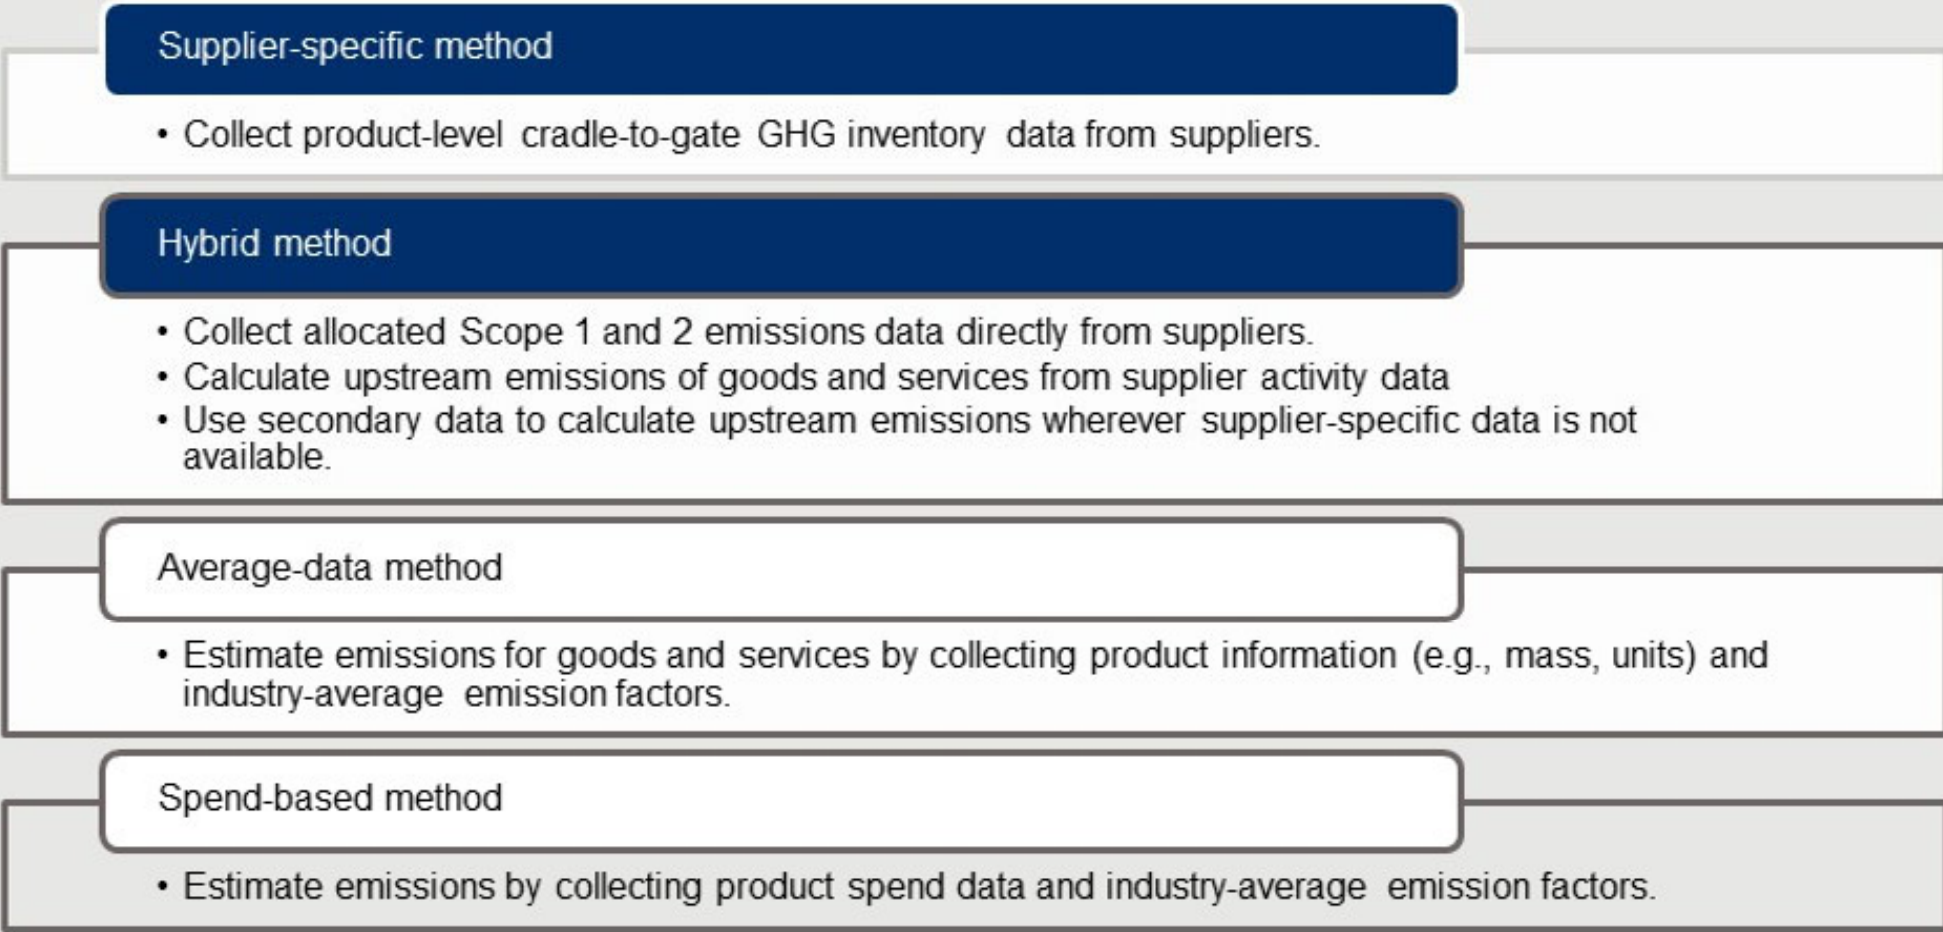 Supplier-specific method
• Collect product-level cradle-to-gate GHG inventory data from suppliers.
Hybrid method
• Collect allocated Scope 1 and 2 emissions data directly from suppliers.
• Calculate upstream emissions of goods and services from supplier activity data
• Use secondary data to calculate upstream emissions wherever supplier-specific data is not
available.
Average-data method
• Estimate emissions for goods and services by collecting product information (e.g., mass, units) and
industry-average emission factors.
Spend-based method
• Estimate emissions by collecting product spend data and industry-average emission factors.